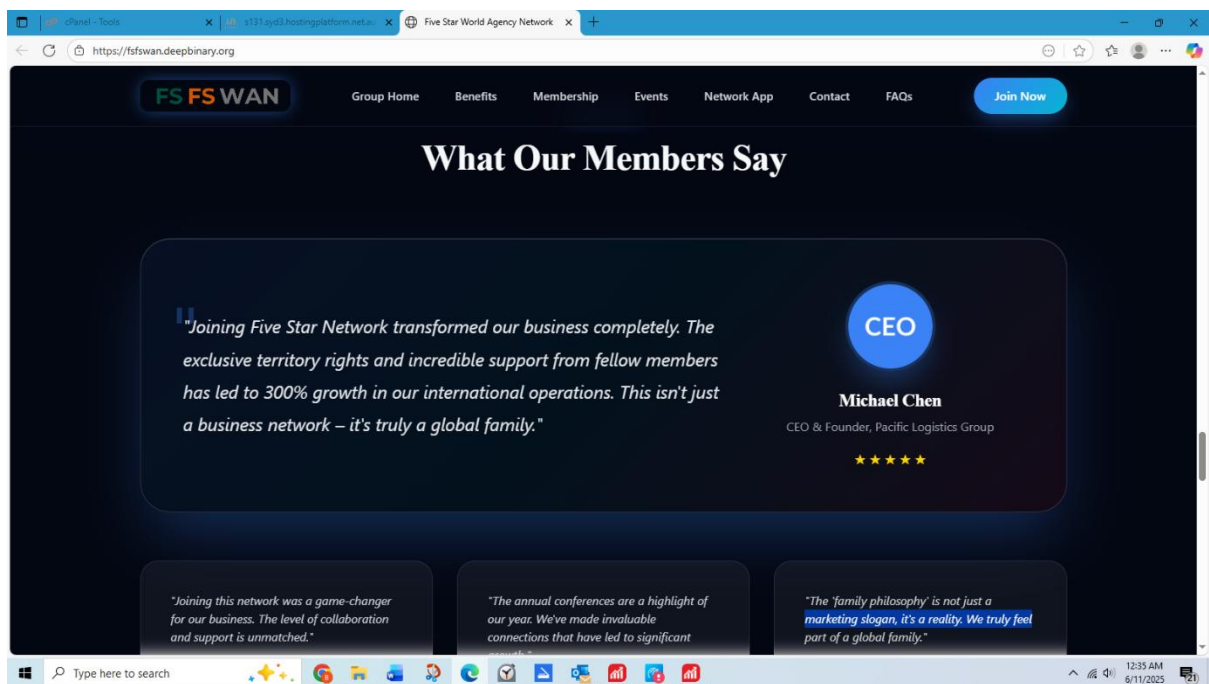 cPanel - Tools
s131.syd3.hostingplatform.net.au
Five Star World Agency Network
https://fsfswan.deepbinary.org
FS FS WAN
Group Home
Benefits
Membership
Events
Network App
Contact
FAQs
Join Now
What Our Members Say
"Joining Five Star Network transformed our business completely. The
exclusive territory rights and incredible support from fellow members
has led to 300% growth in our international operations. This isn't just
a business network – it's truly a global family."
CEO
Michael Chen
CEO & Founder, Pacific Logistics Group
"Joining this network was a game-changer
for our business. The level of collaboration
and support is unmatched."
"The annual conferences are a highlight of
our year. We've made invaluable
connections that have led to significant
"The 'family philosophy' is not just a
marketing slogan, it's a reality. We truly feel
part of a global family."
Type here to search
12:35 AM
6/11/2025
21